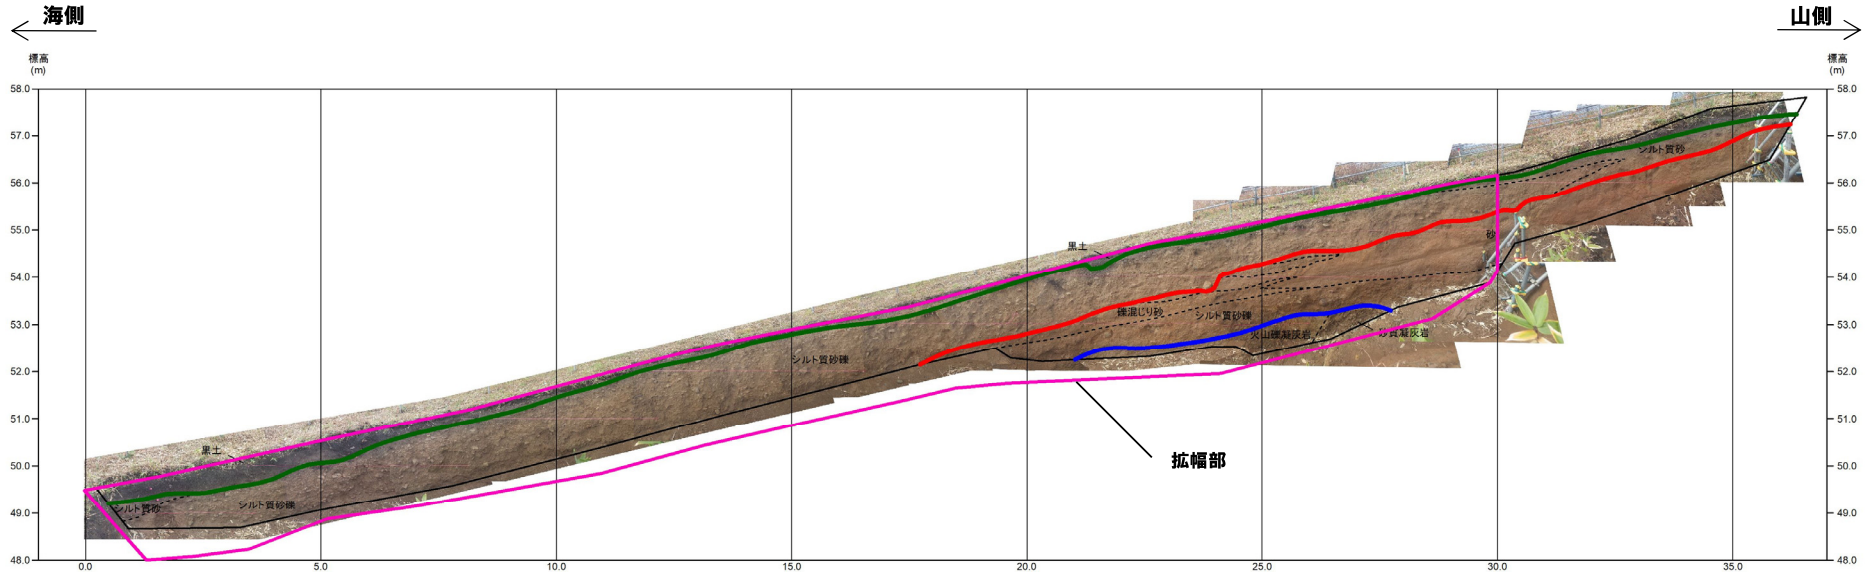 海側
山側
標高
(m)
標高
(m)
58.0
58.0
57.0
57.0
シルト質砂
56.0
56.0
55.0
55.0
砂
黒土
54.0
54.0
礫混じり砂
シルト質砂礫
53.0
53.0
火山礫凝灰岩
砂質凝灰岩
シルト質砂礫
52.0
52.0
51.0
51.0
拡幅部
黒土
50.0
50.0
シルト質砂
シルト質砂礫
49.0
49.0
48.0
48.0
0.0
5.0
10.0
15.0
20.0
25.0
30.0
35.0